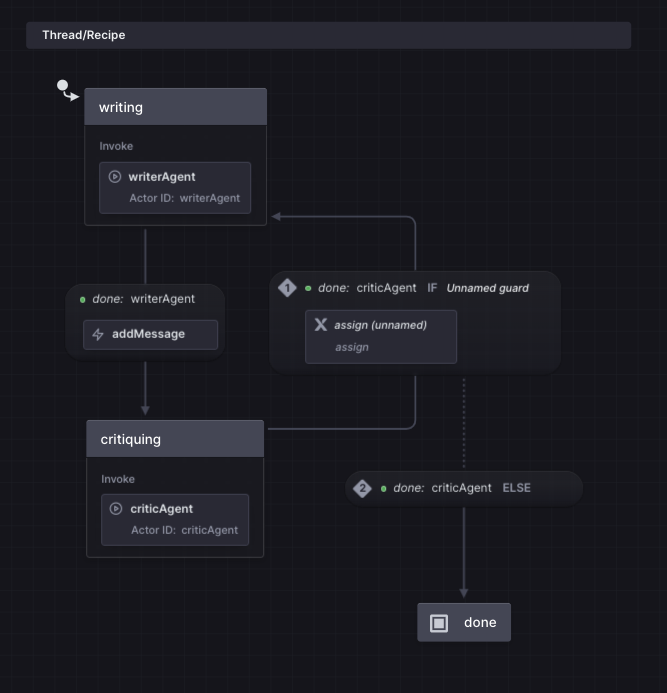 Thread/Recipe
writing
Invoke
writerAgent
Actor ID: writerAgent
done: writerAgent
addMessage
1 done: criticAgent IF Unnamed guard
assign (unnamed)
assign
critiquing
Invoke
criticAgent
Actor ID: criticAgent
2 done: criticAgent ELSE
done